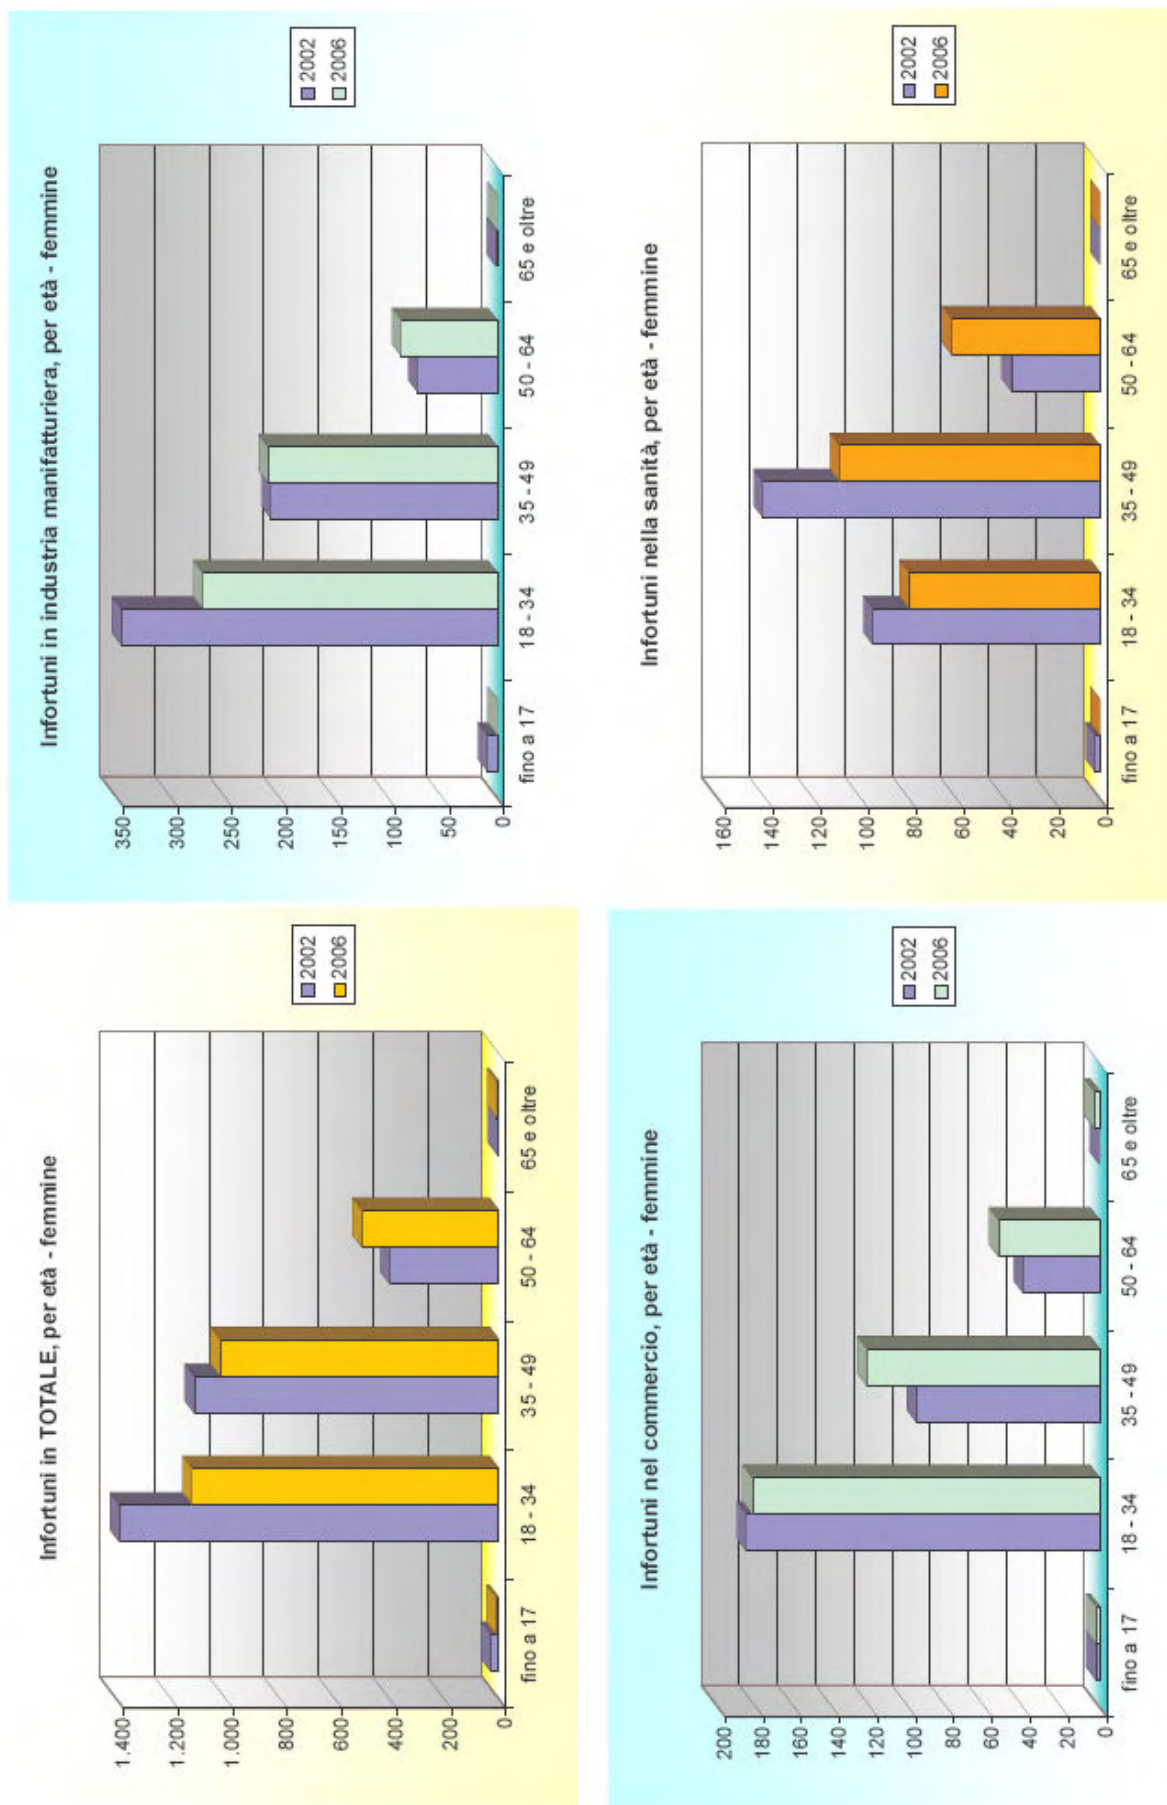 Infortuni in TOTALE, per età - femmine
1.400
1.200
1.000
800
600
400
200
0
fino a 17
18 - 34
35 - 49
50 - 64
65 e oltre
2002
2006
Infortuni in industria manifatturiera, per età - femmine
350
300
250
200
150
100
50
0
fino a 17
18 - 34
35 - 49
50 - 64
65 e oltre
2002
2006
Infortuni nel commercio, per età - femmine
200
180
160
140
120
100
80
60
40
20
0
fino a 17
18 - 34
35 - 49
50 - 64
65 e oltre
2002
2006
Infortuni nella sanità, per età - femmine
160
140
120
100
80
60
40
20
0
fino a 17
18 - 34
35 - 49
50 - 64
65 e oltre
2002
2006